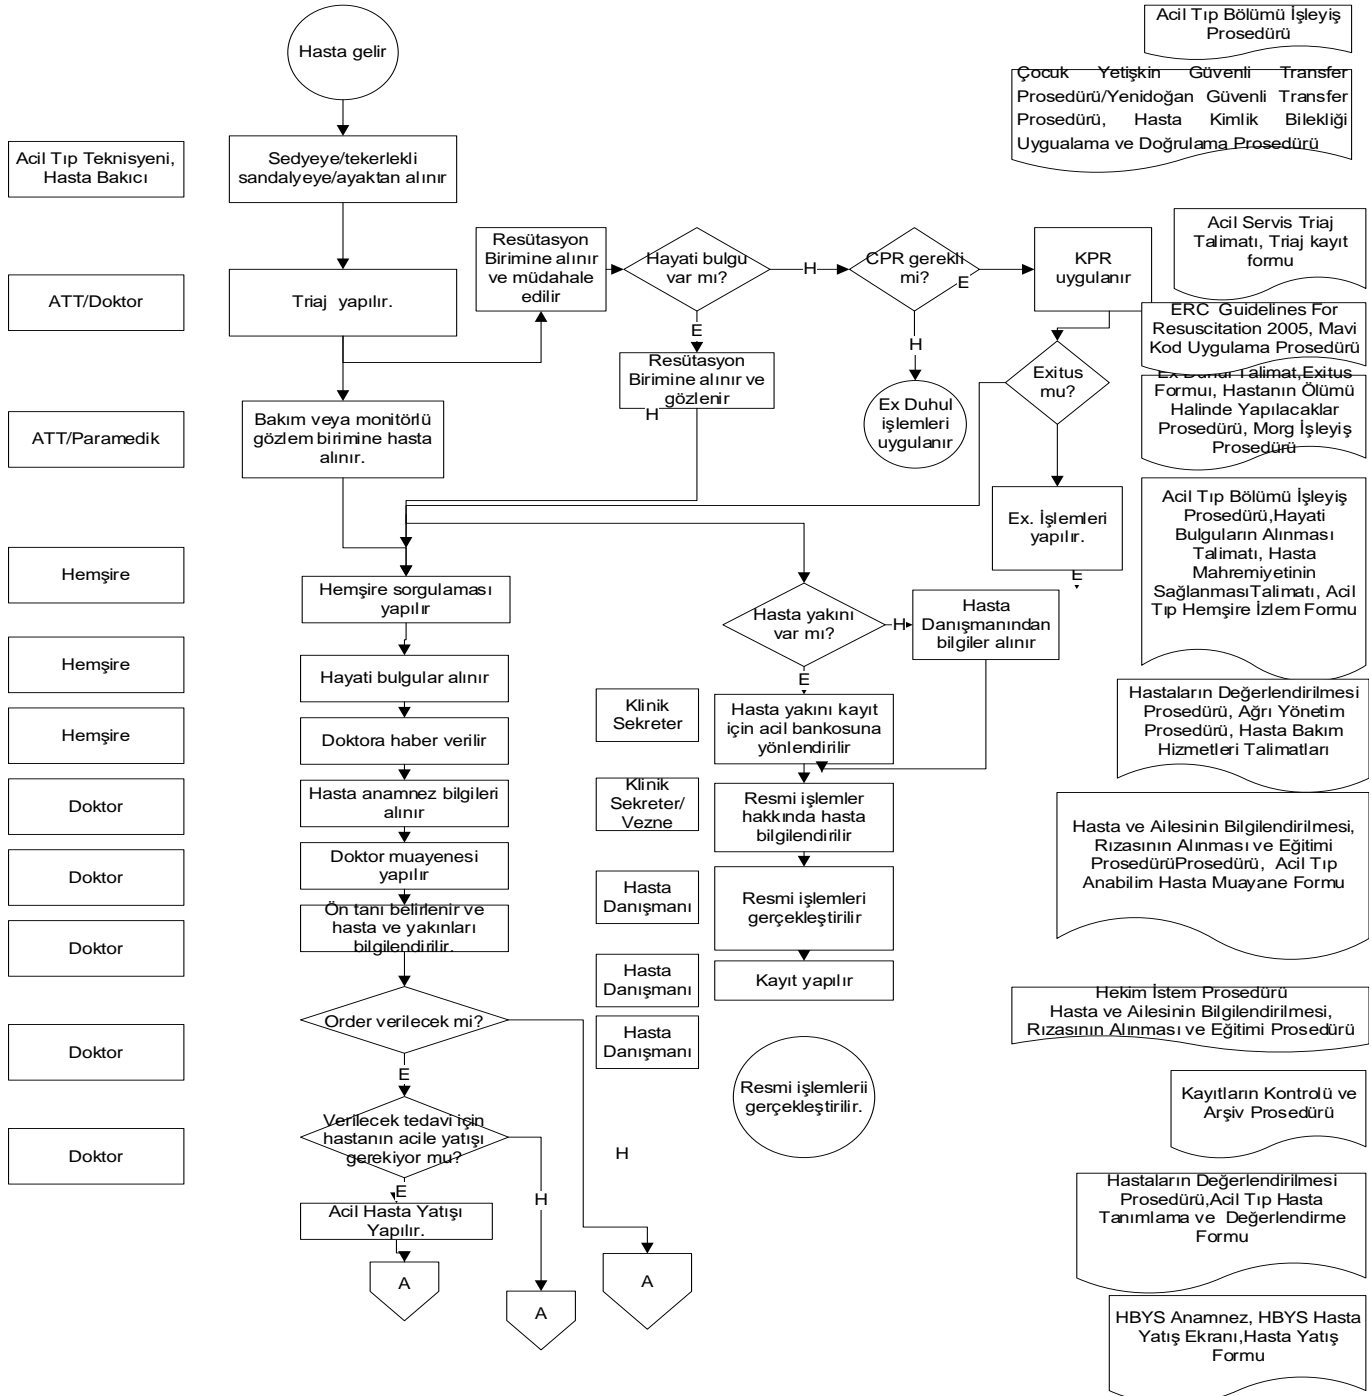 Hasta gelir
Acil Tıp Bölümü İşleyiş
Prosedürü
Çocuk Yetişkin Güvenli Transfer
Prosedürü/Yenidoğan Güvenli Transfer
Prosedürü, Hasta Kimlik Bilekliği
Uygualama ve Doğrulama Prosedürü
Acil Tıp Teknisyeni,
Hasta Bakıcı
Sedyeye/tekerlekli
sandalyeye/ayaktan alınır
ATT/Doktor
Triaj yapılır.
Resütasyon
Birimine alınır
ve müdahale
edilir
Hayati bulgu
var mı?
H
CPR gerekli
mi?
E
KPR
uygulanır
Acil Servis Triaj
Talimatı, Triaj kayıt
formu
E
H
ERC Guidelines For
Resuscitation 2005, Mavi
Kod Uygulama Prosedürü
Resütasyon
Birimine alınır ve
gözlenir
H
Ex Duhul
işlemleri
uygulanır
Exitus
mu?
Ex Duhul Talimat,Exitus
Formuı, Hastanın Ölümü
Halinde Yapılacaklar
Prosedürü, Morg İşleyiş
Prosedürü
ATT/Paramedik
Bakım veya monitörlü
gözlem birimine hasta
alınır.
Ex. İşlemleri
yapılır.
E
Acil Tıp Bölümü İşleyiş
Prosedürü,Hayati
Bulguların Alınması
Talimatı, Hasta
Mahremiyetinin
SağlanmasıTalimatı, Acil
Tıp Hemşire İzlem Formu
Hemşire
Hemşire sorgulaması
yapılır
Hasta yakını
var mı?
H
Hasta
Danışmanından
bilgiler alınır
E
Hemşire
Hayati bulgular alınır
Klinik
Sekreter
Hasta yakını kayıt
için acil bankosuna
yönlendirilir
Hastaların Değerlendirilmesi
Prosedürü, Ağrı Yönetim
Prosedürü, Hasta Bakım
Hizmetleri Talimatları
Hemşire
Doktora haber verilir
Doktor
Hasta anamnez bilgileri
alınır
Klinik
Sekreter/
Vezne
Resmi işlemler
hakkında hasta
bilgilendirilir
Hasta ve Ailesinin Bilgilendirilmesi,
Rızasının Alınması ve Eğitimi
ProsedürüProsedürü, Acil Tıp
Anabilim Hasta Muayane Formu
Doktor
Doktor muayenesi
yapılır
Hasta
Danışmanı
Resmi işlemleri
gerçekleştirilir
Doktor
Ön tanı belirlenir ve
hasta ve yakınları
bilgilendirilir.
Hasta
Danışmanı
Kayıt yapılır
Hekim İstem Prosedürü
Hasta ve Ailesinin Bilgilendirilmesi,
Rızasının Alınması ve Eğitimi Prosedürü
Doktor
Order verilecek mi?
Hasta
Danışmanı
E
Resmi işlemlerii
gerçekleştirilir.
Kayıtların Kontrolü ve
Arşiv Prosedürü
Doktor
Verilecek tedavi için
hastanın acile yatışı
gerekiyor mu?
H
E
H
Hastaların Değerlendirilmesi
Prosedürü,Acil Tıp Hasta
Tanımlama ve Değerlendirme
Formu
Acil Hasta Yatışı
Yapılır.
A
A
A
HBYS Anamnez, HBYS Hasta
Yatış Ekranı,Hasta Yatış
Formu